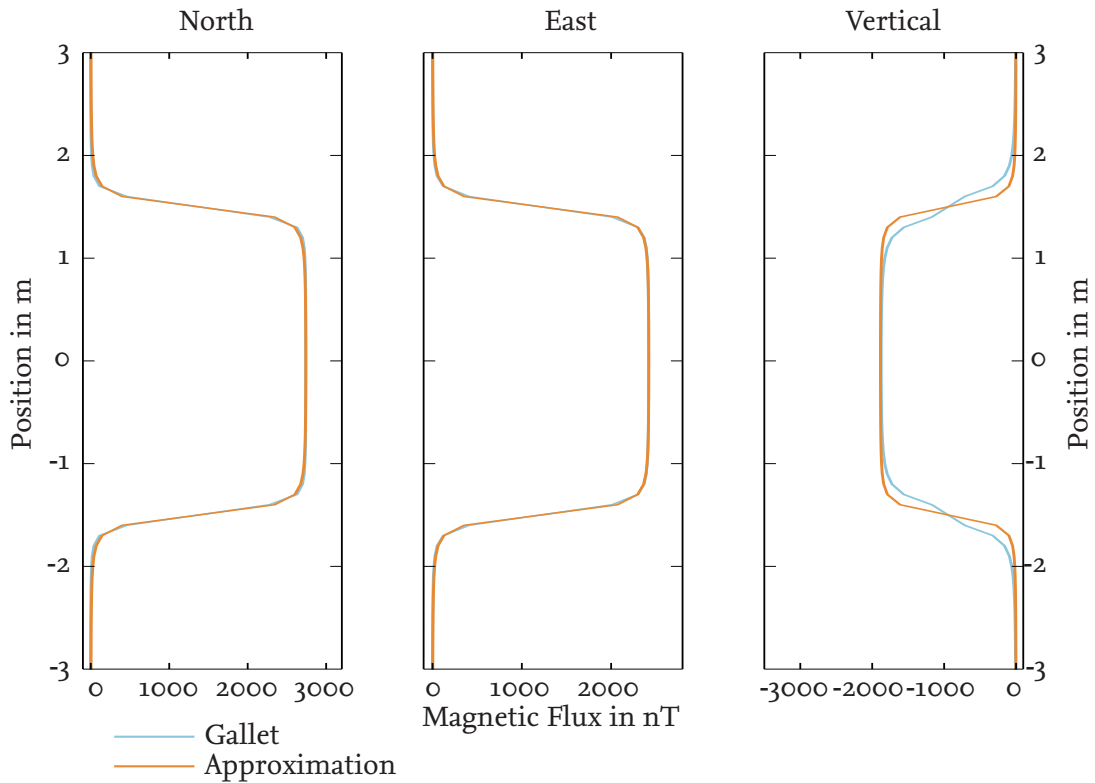 North East Vertical
3 3
2 2
1 1
0 0
-1 -1
-2 -2
-3 -3
Position in m
Position in m
0 1000 2000 3000 0 1000 2000 -3000 -2000 -1000 0
Magnetic Flux in nT
Gallet
Approximation